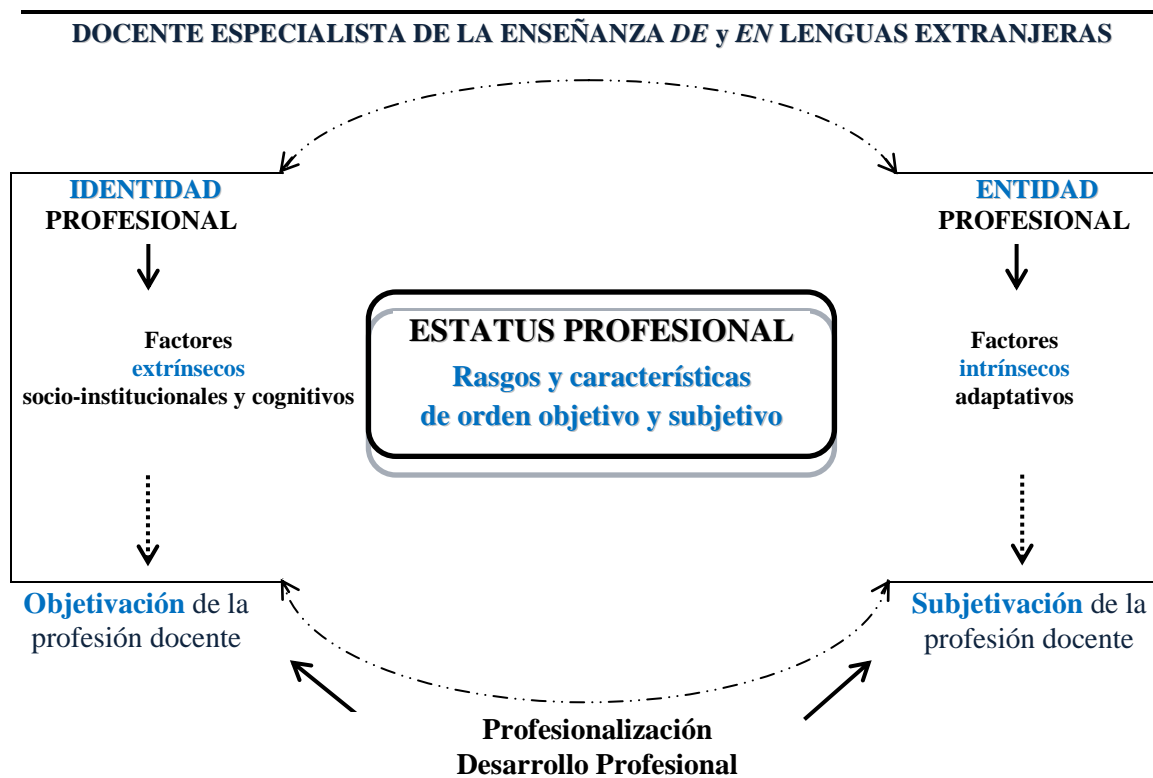 DOCENTE ESPECIALISTA DE LA ENSEÑANZA DE y EN LENGUAS EXTRANJERAS
IDENTIDAD
PROFESIONAL
ENTIDAD
PROFESIONAL
Factores
extrínsecos
socio-institucionales y cognitivos
ESTATUS PROFESIONAL
Rasgos y características
de orden objetivo y subjetivo
Factores
intrínsecos
adaptativos
Objetivación de la
profesión docente
Subjetivación de la
profesión docente
Profesionalización
Desarrollo Profesional